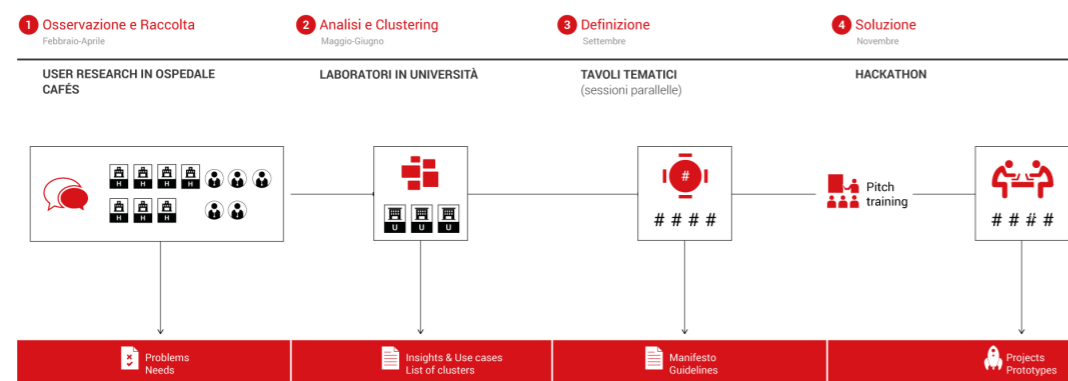 1 Osservazione e Raccolta
Febbraio-Aprile
2 Analisi e Clustering
Maggio-Giugno
3 Definizione
Settembre
4 Soluzione
Novembre
USER RESEARCH IN OSPEDALE
CAFÉS
LABORATORI IN UNIVERSITÀ
TAVOLI TEMATICI
(sessioni parallelle)
HACKATHON
H H H H
H H H
U U U
#
# # # #
Pitch
training
# # # #
Problems
Needs
Insights & Use cases
List of clusters
Manifesto
Guidelines
Projects
Prototypes